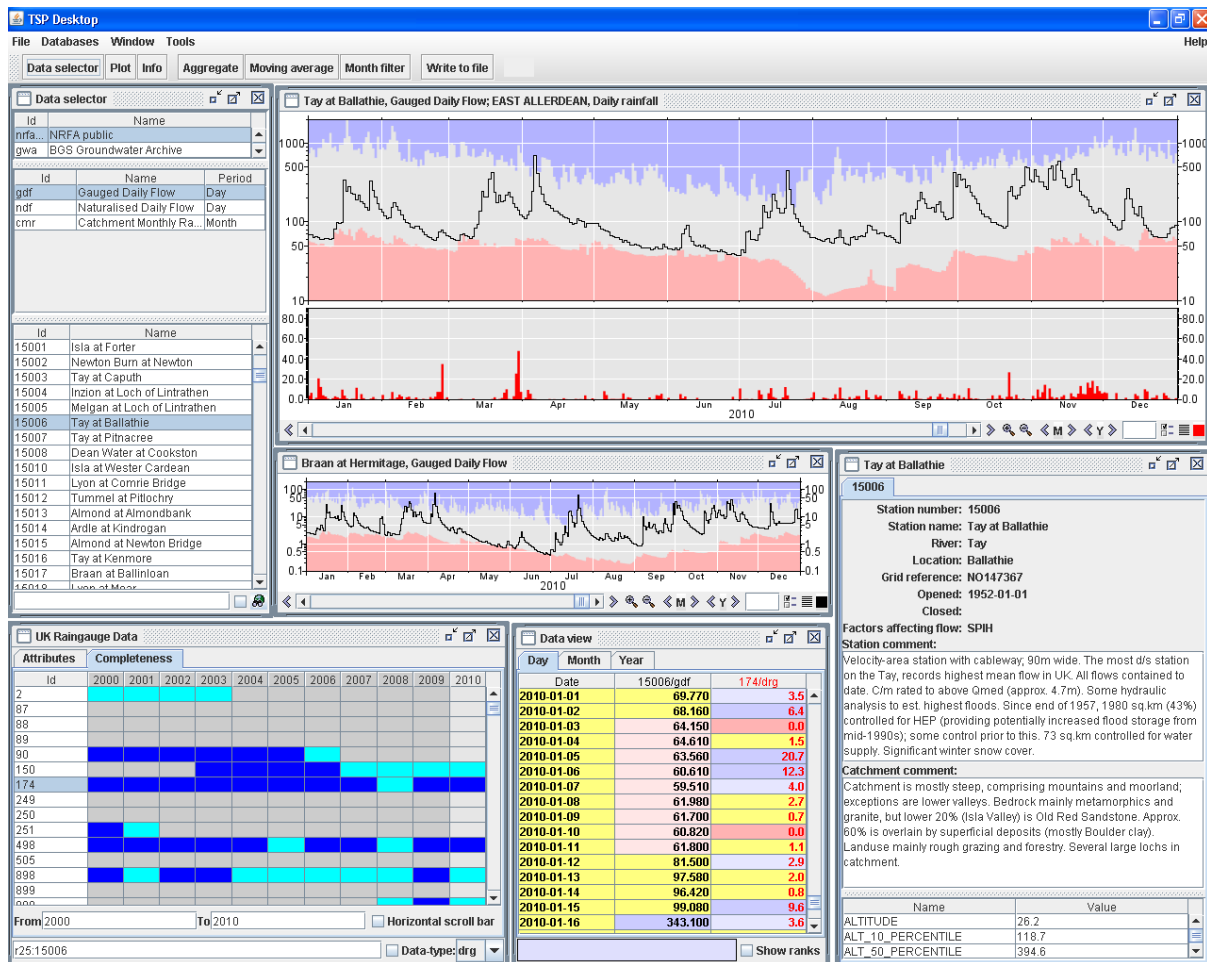 TSP Desktop
File Databases Window Tools Help
Data selector Plot Info Aggregate Moving average Month filter Write to file
Data selector
Id Name
nrfa... NRFA public
gwa BGS Groundwater Archive
Id Name Period
gdf Gauged Daily Flow Day
ndf Naturalised Daily Flow Day
cmr Catchment Monthly Ra... Month
Id Name
15001 Isla at Forter
15002 Newton Burn at Newton
15003 Tay at Caputh
15004 Inzion at Loch of Lintrathen
15005 Melgan at Loch of Lintrathen
15006 Tay at Ballathie
15007 Tay at Pitnacree
15008 Dean Water at Cookston
15010 Isla at Wester Cardean
15011 Lyon at Comrie Bridge
15012 Tummel at Pitlochry
15013 Almond at Almondbank
15014 Ardle at Kindrogan
15015 Almond at Newton Bridge
15016 Tay at Kenmore
15017 Braan at Ballinloan
Tay at Ballathie, Gauged Daily Flow; EAST ALLERDEAN, Daily rainfall
1000 1000
500 500
100 100
50 50
10 10
80.0 80.0
60.0 60.0
40.0 40.0
20.0 20.0
0.0 0.0
Jan Feb Mar Apr May Jun Jul Aug Sep Oct Nov Dec
2010
M Y
Braan at Hermitage, Gauged Daily Flow
100 100
50 50
10 10
5 5
0.5 0.5
0.1 0.1
Jan Feb Mar Apr May Jun Jul Aug Sep Oct Nov Dec
2010
M Y
Tay at Ballathie
15006
Station number: 15006
Station name: Tay at Ballathie
River: Tay
Location: Ballathie
Grid reference: NO147367
Opened: 1952-01-01
Closed:
Factors affecting flow: SPIH
Station comment:
Velocity-area station with cableway; 90m wide. The most d/s station
on the Tay, records highest mean flow in UK. All flows contained to
date. C/m rated to above Qmed (approx. 4.7m). Some hydraulic
analysis to est. highest floods. Since end of 1957, 1980 sq.km (43%)
controlled for HEP (providing potentially increased flood storage from
mid-1990s); some control prior to this. 73 sq.km controlled for water
supply. Significant winter snow cover.
Catchment comment:
Catchment is mostly steep, comprising mountains and moorland;
exceptions are lower valleys. Bedrock mainly metamorphics and
granite, but lower 20% (Isla Valley) is Old Red Sandstone. Approx.
60% is overlain by superficial deposits (mostly Boulder clay).
Landuse mainly rough grazing and forestry. Several large lochs in
catchment.
Name Value
ALTITUDE 26.2
ALT_10_PERCENTILE 118.7
ALT_50_PERCENTILE 394.6
UK Raingauge Data
Attributes Completeness
Id 2000 2001 2002 2003 2004 2005 2006 2007 2008 2009 2010
2
87
88
89
90
150
174
249
250
251
498
505
898
899
From 2000 To 2010 Horizontal scroll bar
r25:15006 Data-type: drg
Data view
Day Month Year
Date 15006/gdf 174/drg
2010-01-01 69.770 3.5
2010-01-02 68.160 6.4
2010-01-03 64.150 0.0
2010-01-04 64.610 1.5
2010-01-05 63.560 20.7
2010-01-06 60.610 12.3
2010-01-07 59.510 4.0
2010-01-08 61.980 2.7
2010-01-09 61.700 0.7
2010-01-10 60.820 0.0
2010-01-11 61.800 1.1
2010-01-12 81.500 2.9
2010-01-13 97.580 2.0
2010-01-14 96.420 0.8
2010-01-15 99.080 9.6
2010-01-16 343.100 3.6
Show ranks